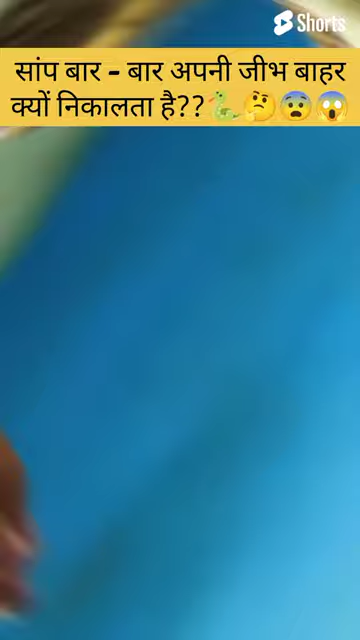 Shorts
सांप बार - बार अपनी जीभ बाहर
क्यों निकालता है??🐍🤔😨😱